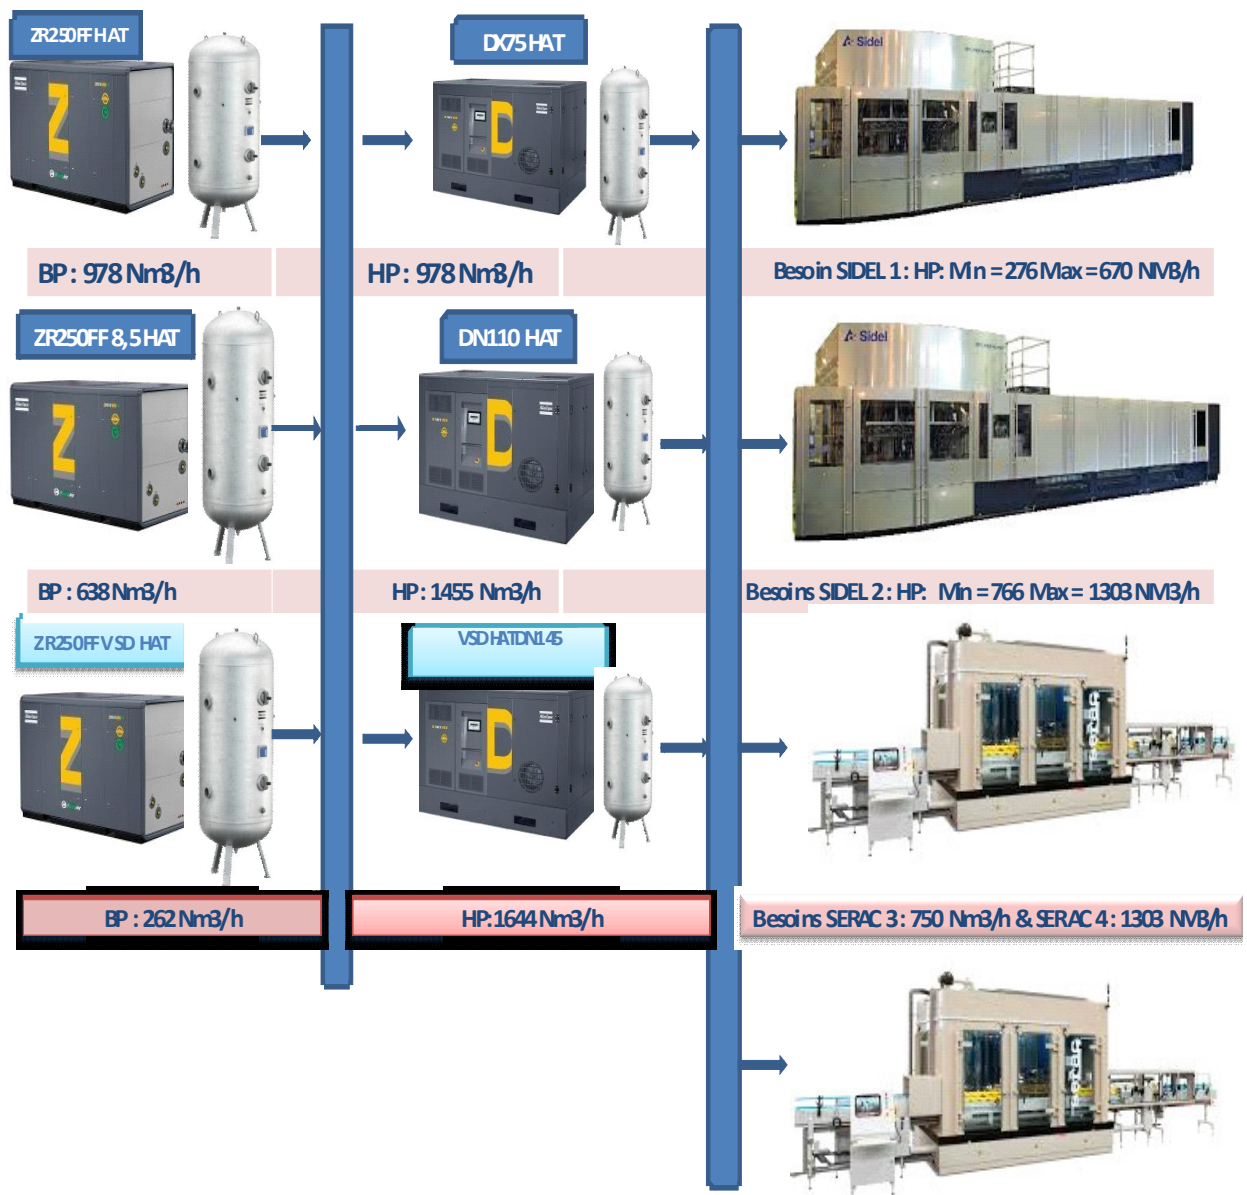 ZR250FF HAT
DX75 HAT
Sidel
Z
D
BP : 978 Nm3/h
HP : 978 Nm3/h
Besoin SIDEL 1 : HP: Min = 276 Max = 670 NM3/h
ZR250FF 8,5 HAT
DN110 HAT
Sidel
Z
D
BP : 638 Nm3/h
HP : 1455 Nm3/h
Besoins SIDEL 2 : HP: Min = 766 Max = 1303 NM3/h
ZR250FF VSD HAT
VSD HATDN145
Z
D
BP : 262 Nm3/h
HP:1644 Nm3/h
Besoins SERAC 3 : 750 Nm3/h & SERAC 4 : 1303 NM3/h